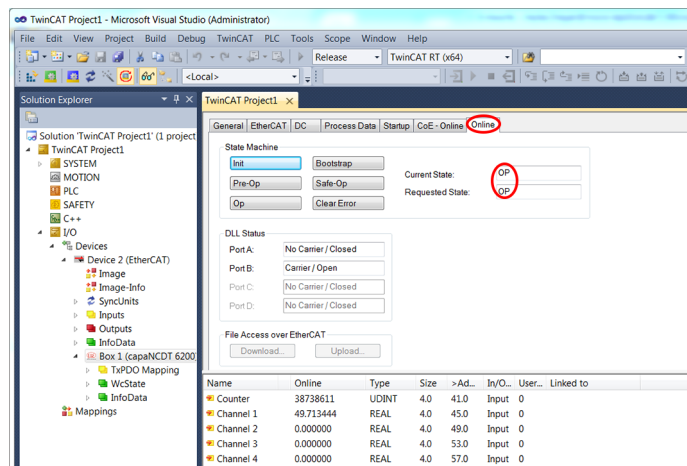 TwinCAT Project1 - Microsoft Visual Studio (Administrator)
File Edit View Project Build Debug TwinCAT PLC Tools Scope Window Help
Release TwinCAT RT (x64)
<Local>
Solution Explorer
TwinCAT Project1
Solution 'TwinCAT Project1' (1 project
TwinCAT Project1
SYSTEM
MOTION
PLC
SAFETY
C++
I/O
Devices
Device 2 (EtherCAT)
Image
Image-Info
SyncUnits
Inputs
Outputs
InfoData
Box 1 (capaNCDT 6200)
TxPDO Mapping
WcState
InfoData
Mappings
General EtherCAT DC Process Data Startup CoE - Online Online
State Machine
Init Bootstrap
Pre-Op Safe-Op
Op Clear Error
Current State: OP
Requested State: OP
DLL Status
Port A: No Carrier / Closed
Port B: Carrier / Open
Port C: No Carrier / Closed
Port D: No Carrier / Closed
File Access over EtherCAT
Download... Upload...
Name Online Type Size >Ad... In/O... User... Linked to
Counter 38738611 UDINT 4.0 41.0 Input 0
Channel 1 49.713444 REAL 4.0 45.0 Input 0
Channel 2 0.000000 REAL 4.0 49.0 Input 0
Channel 3 0.000000 REAL 4.0 53.0 Input 0
Channel 4 0.000000 REAL 4.0 57.0 Input 0